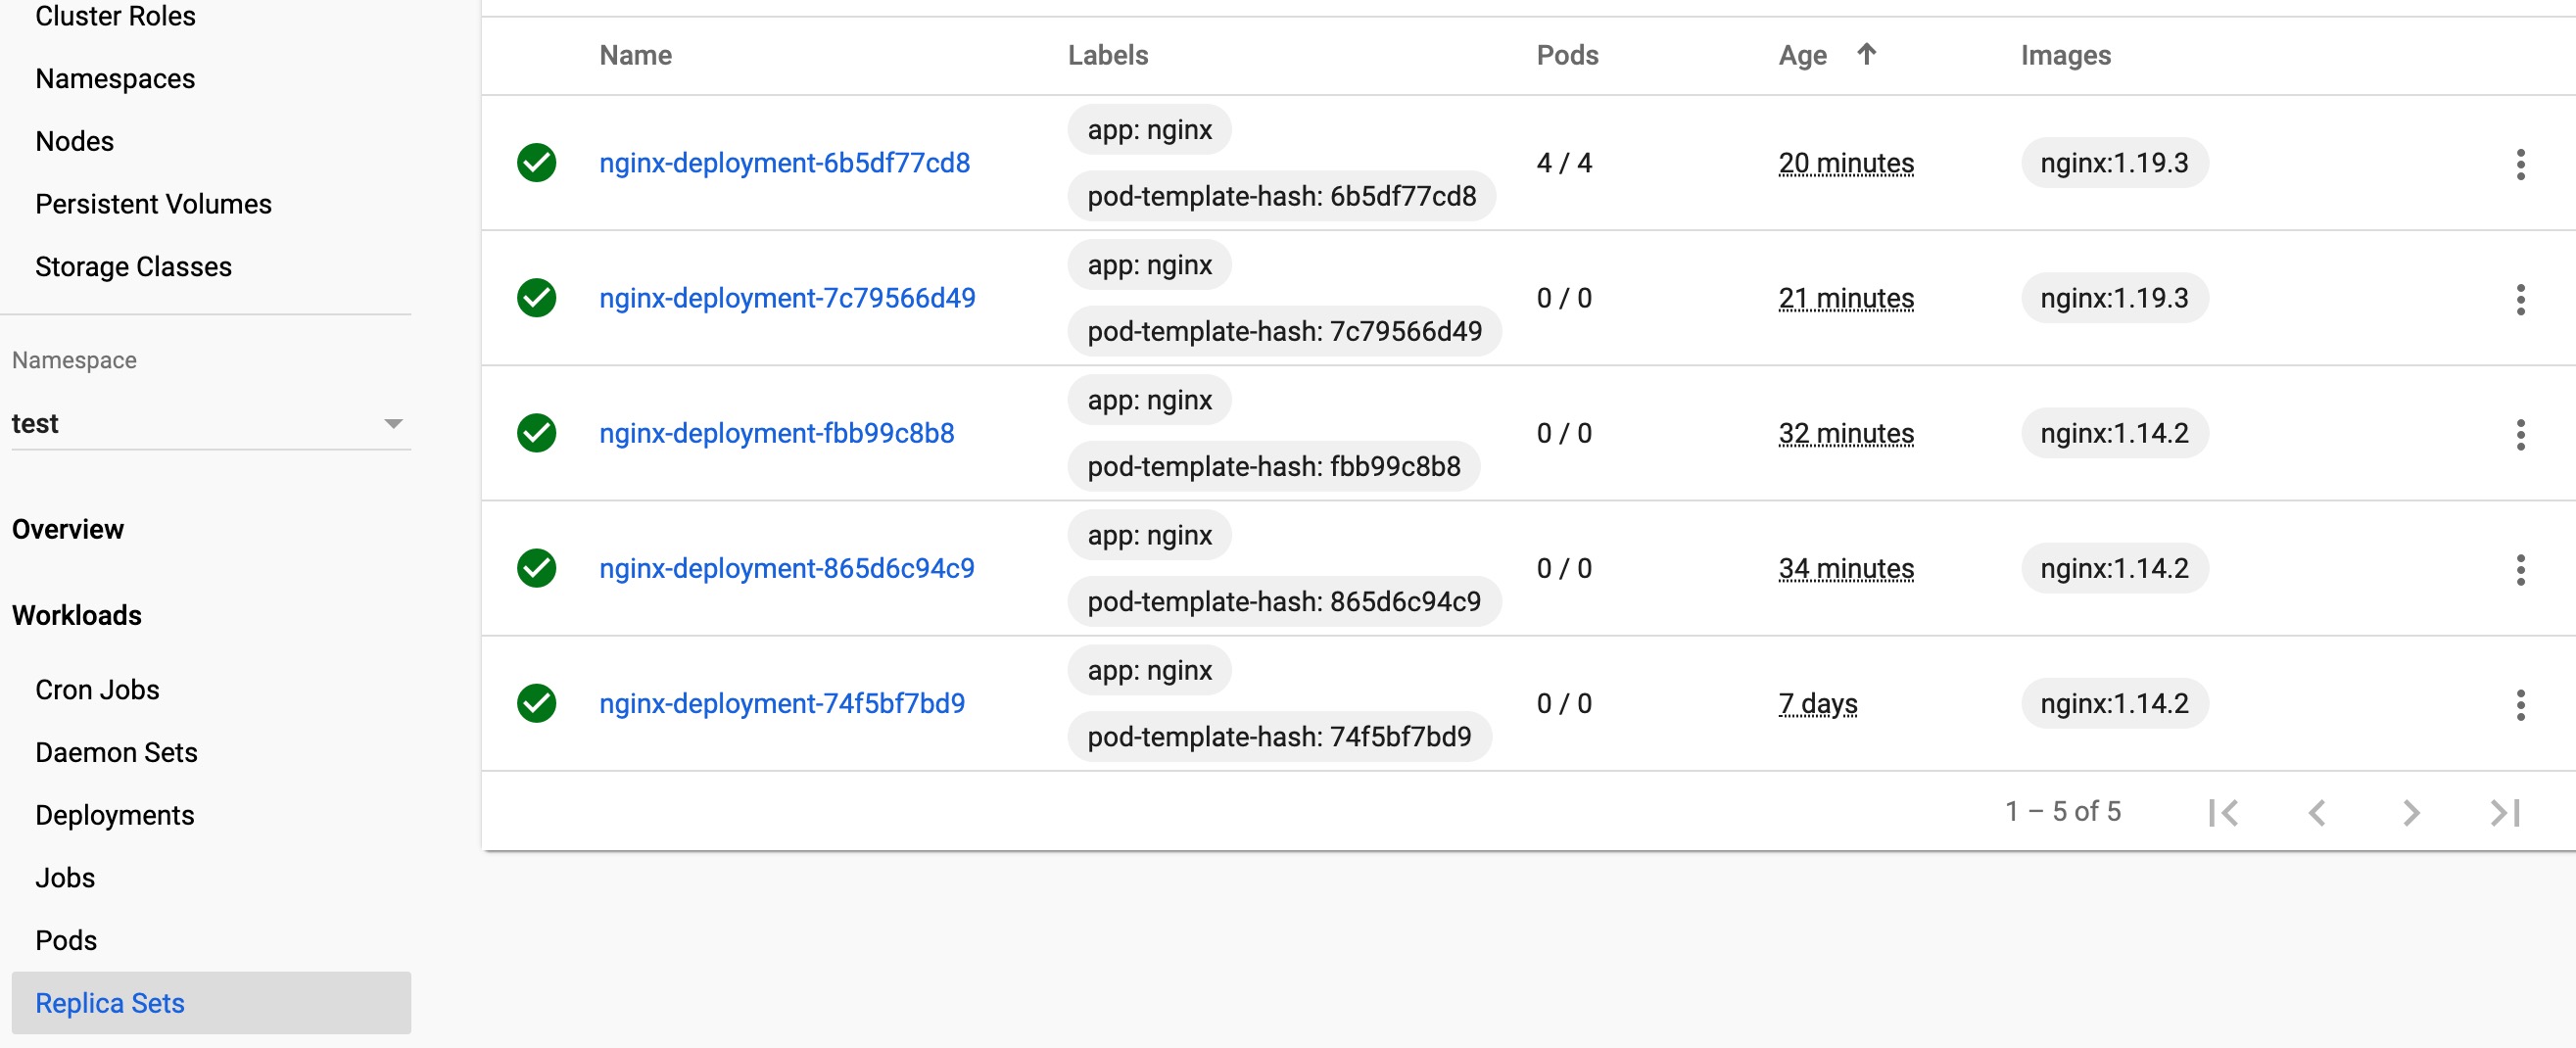 Cluster Roles
Namespaces
Nodes
Persistent Volumes
Storage Classes
Namespace
test
Overview
Workloads
Cron Jobs
Daemon Sets
Deployments
Jobs
Pods
Replica Sets
Name Labels Pods Age Images
app: nginx
nginx-deployment-6b5df77cd8 4 / 4 20 minutes nginx:1.19.3
pod-template-hash: 6b5df77cd8
app: nginx
nginx-deployment-7c79566d49 0 / 0 21 minutes nginx:1.19.3
pod-template-hash: 7c79566d49
app: nginx
nginx-deployment-fbb99c8b8 0 / 0 32 minutes nginx:1.14.2
pod-template-hash: fbb99c8b8
app: nginx
nginx-deployment-865d6c94c9 0 / 0 34 minutes nginx:1.14.2
pod-template-hash: 865d6c94c9
app: nginx
nginx-deployment-74f5bf7bd9 0 / 0 7 days nginx:1.14.2
pod-template-hash: 74f5bf7bd9
1 – 5 of 5